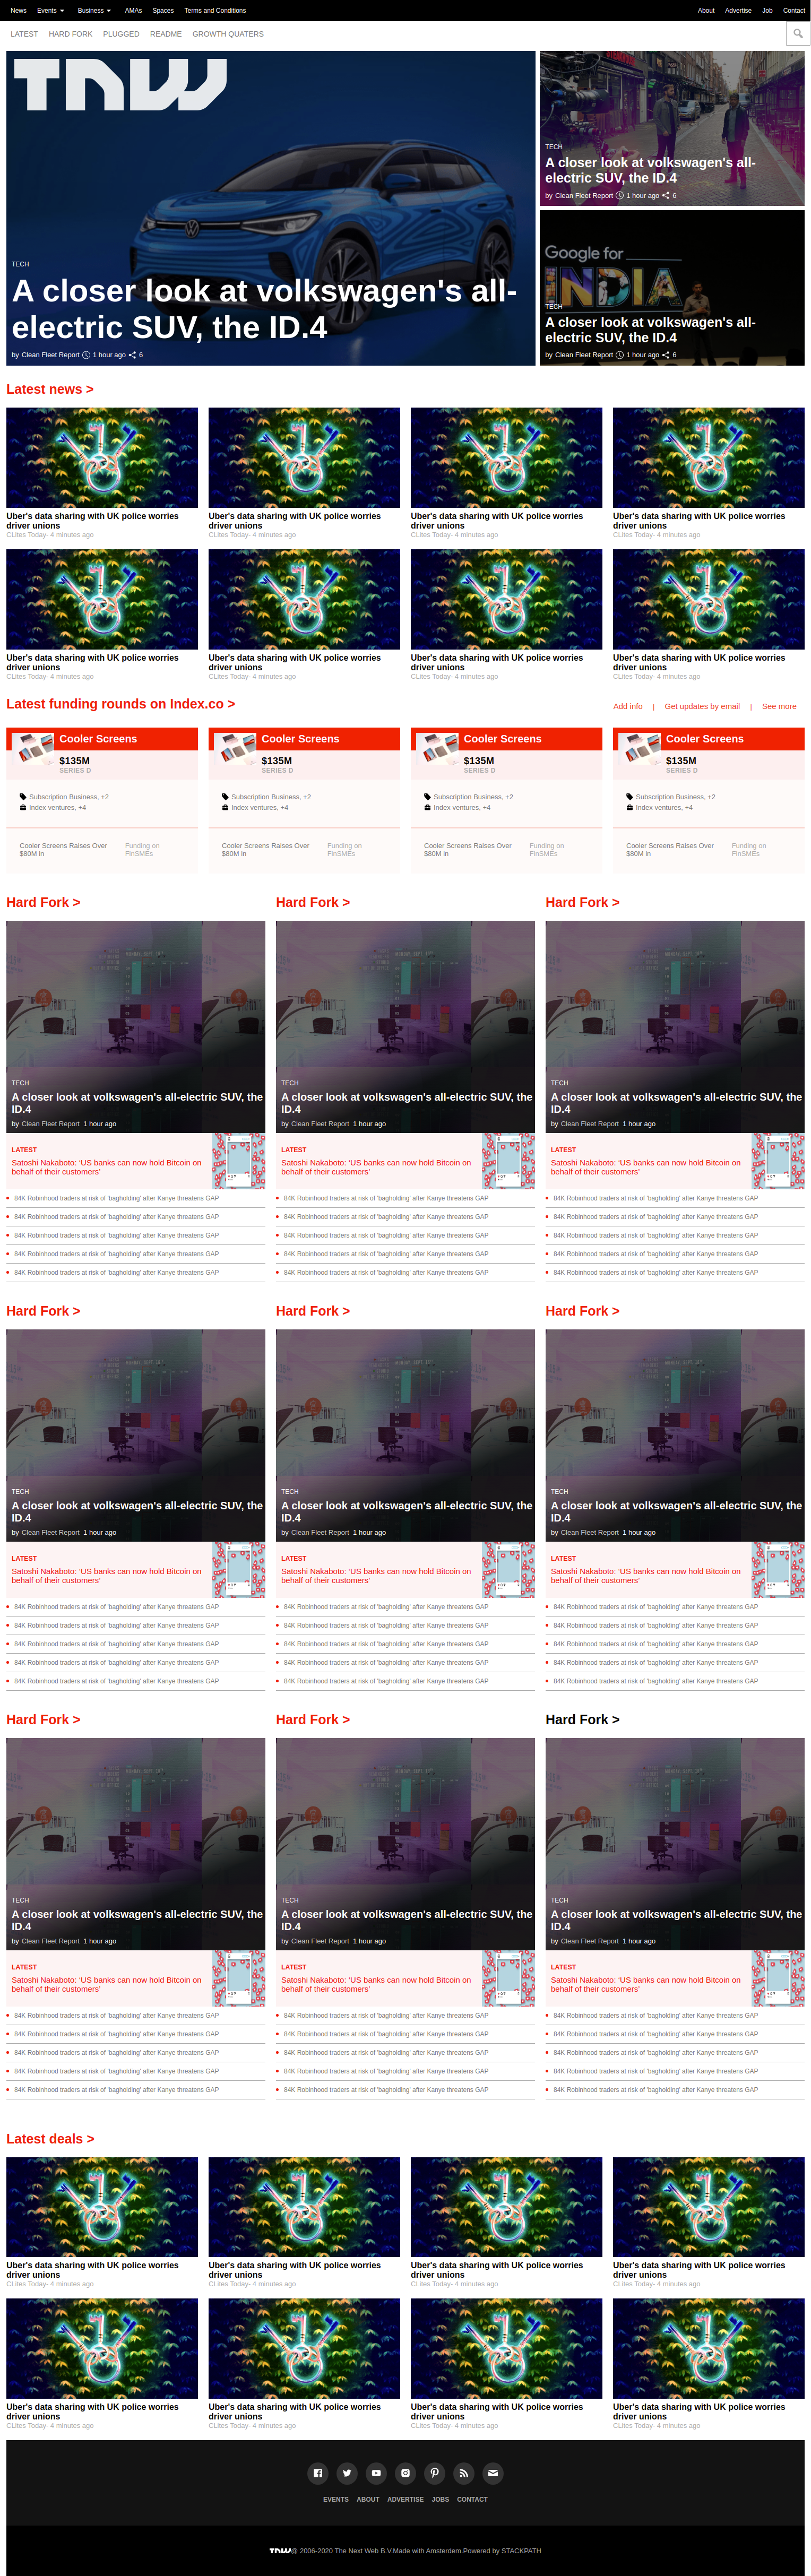 News Events Business AMAs Spaces Terms and Conditions About Advertise Job Contact
LATEST HARD FORK PLUGGED README GROWTH QUATERS
TNW
TECH
A closer look at volkswagen's all-
electric SUV, the ID.4
by Clean Fleet Report 1 hour ago 6
TECH
A closer look at volkswagen's all-
electric SUV, the ID.4
by Clean Fleet Report 1 hour ago 6
Google for
INDIA
TECH
A closer look at volkswagen's all-
electric SUV, the ID.4
by Clean Fleet Report 1 hour ago 6
Latest news >
Uber's data sharing with UK police worries
driver unions
CLites Today- 4 minutes ago
Uber's data sharing with UK police worries
driver unions
CLites Today- 4 minutes ago
Uber's data sharing with UK police worries
driver unions
CLites Today- 4 minutes ago
Uber's data sharing with UK police worries
driver unions
CLites Today- 4 minutes ago
Uber's data sharing with UK police worries
driver unions
CLites Today- 4 minutes ago
Uber's data sharing with UK police worries
driver unions
CLites Today- 4 minutes ago
Uber's data sharing with UK police worries
driver unions
CLites Today- 4 minutes ago
Uber's data sharing with UK police worries
driver unions
CLites Today- 4 minutes ago
Latest funding rounds on Index.co >
Add info | Get updates by email | See more
Cooler Screens
$135M
SERIES D
Subscription Business, +2
Index ventures, +4
Cooler Screens Raises Over
$80M in
Funding on
FinSMEs
Cooler Screens
$135M
SERIES D
Subscription Business, +2
Index ventures, +4
Cooler Screens Raises Over
$80M in
Funding on
FinSMEs
Cooler Screens
$135M
SERIES D
Subscription Business, +2
Index ventures, +4
Cooler Screens Raises Over
$80M in
Funding on
FinSMEs
Cooler Screens
$135M
SERIES D
Subscription Business, +2
Index ventures, +4
Cooler Screens Raises Over
$80M in
Funding on
FinSMEs
Hard Fork >
TECH
A closer look at volkswagen's all-electric SUV, the
ID.4
by Clean Fleet Report 1 hour ago
LATEST
Satoshi Nakaboto: ‘US banks can now hold Bitcoin on
behalf of their customers’
84K Robinhood traders at risk of 'bagholding' after Kanye threatens GAP
84K Robinhood traders at risk of 'bagholding' after Kanye threatens GAP
84K Robinhood traders at risk of 'bagholding' after Kanye threatens GAP
84K Robinhood traders at risk of 'bagholding' after Kanye threatens GAP
84K Robinhood traders at risk of 'bagholding' after Kanye threatens GAP
Hard Fork >
TECH
A closer look at volkswagen's all-electric SUV, the
ID.4
by Clean Fleet Report 1 hour ago
LATEST
Satoshi Nakaboto: ‘US banks can now hold Bitcoin on
behalf of their customers’
84K Robinhood traders at risk of 'bagholding' after Kanye threatens GAP
84K Robinhood traders at risk of 'bagholding' after Kanye threatens GAP
84K Robinhood traders at risk of 'bagholding' after Kanye threatens GAP
84K Robinhood traders at risk of 'bagholding' after Kanye threatens GAP
84K Robinhood traders at risk of 'bagholding' after Kanye threatens GAP
Hard Fork >
TECH
A closer look at volkswagen's all-electric SUV, the
ID.4
by Clean Fleet Report 1 hour ago
LATEST
Satoshi Nakaboto: ‘US banks can now hold Bitcoin on
behalf of their customers’
84K Robinhood traders at risk of 'bagholding' after Kanye threatens GAP
84K Robinhood traders at risk of 'bagholding' after Kanye threatens GAP
84K Robinhood traders at risk of 'bagholding' after Kanye threatens GAP
84K Robinhood traders at risk of 'bagholding' after Kanye threatens GAP
84K Robinhood traders at risk of 'bagholding' after Kanye threatens GAP
Hard Fork >
TECH
A closer look at volkswagen's all-electric SUV, the
ID.4
by Clean Fleet Report 1 hour ago
LATEST
Satoshi Nakaboto: ‘US banks can now hold Bitcoin on
behalf of their customers’
84K Robinhood traders at risk of 'bagholding' after Kanye threatens GAP
84K Robinhood traders at risk of 'bagholding' after Kanye threatens GAP
84K Robinhood traders at risk of 'bagholding' after Kanye threatens GAP
84K Robinhood traders at risk of 'bagholding' after Kanye threatens GAP
84K Robinhood traders at risk of 'bagholding' after Kanye threatens GAP
Hard Fork >
TECH
A closer look at volkswagen's all-electric SUV, the
ID.4
by Clean Fleet Report 1 hour ago
LATEST
Satoshi Nakaboto: ‘US banks can now hold Bitcoin on
behalf of their customers’
84K Robinhood traders at risk of 'bagholding' after Kanye threatens GAP
84K Robinhood traders at risk of 'bagholding' after Kanye threatens GAP
84K Robinhood traders at risk of 'bagholding' after Kanye threatens GAP
84K Robinhood traders at risk of 'bagholding' after Kanye threatens GAP
84K Robinhood traders at risk of 'bagholding' after Kanye threatens GAP
Hard Fork >
TECH
A closer look at volkswagen's all-electric SUV, the
ID.4
by Clean Fleet Report 1 hour ago
LATEST
Satoshi Nakaboto: ‘US banks can now hold Bitcoin on
behalf of their customers’
84K Robinhood traders at risk of 'bagholding' after Kanye threatens GAP
84K Robinhood traders at risk of 'bagholding' after Kanye threatens GAP
84K Robinhood traders at risk of 'bagholding' after Kanye threatens GAP
84K Robinhood traders at risk of 'bagholding' after Kanye threatens GAP
84K Robinhood traders at risk of 'bagholding' after Kanye threatens GAP
Hard Fork >
TECH
A closer look at volkswagen's all-electric SUV, the
ID.4
by Clean Fleet Report 1 hour ago
LATEST
Satoshi Nakaboto: ‘US banks can now hold Bitcoin on
behalf of their customers’
84K Robinhood traders at risk of 'bagholding' after Kanye threatens GAP
84K Robinhood traders at risk of 'bagholding' after Kanye threatens GAP
84K Robinhood traders at risk of 'bagholding' after Kanye threatens GAP
84K Robinhood traders at risk of 'bagholding' after Kanye threatens GAP
84K Robinhood traders at risk of 'bagholding' after Kanye threatens GAP
Hard Fork >
TECH
A closer look at volkswagen's all-electric SUV, the
ID.4
by Clean Fleet Report 1 hour ago
LATEST
Satoshi Nakaboto: ‘US banks can now hold Bitcoin on
behalf of their customers’
84K Robinhood traders at risk of 'bagholding' after Kanye threatens GAP
84K Robinhood traders at risk of 'bagholding' after Kanye threatens GAP
84K Robinhood traders at risk of 'bagholding' after Kanye threatens GAP
84K Robinhood traders at risk of 'bagholding' after Kanye threatens GAP
84K Robinhood traders at risk of 'bagholding' after Kanye threatens GAP
Hard Fork >
TECH
A closer look at volkswagen's all-electric SUV, the
ID.4
by Clean Fleet Report 1 hour ago
LATEST
Satoshi Nakaboto: ‘US banks can now hold Bitcoin on
behalf of their customers’
84K Robinhood traders at risk of 'bagholding' after Kanye threatens GAP
84K Robinhood traders at risk of 'bagholding' after Kanye threatens GAP
84K Robinhood traders at risk of 'bagholding' after Kanye threatens GAP
84K Robinhood traders at risk of 'bagholding' after Kanye threatens GAP
84K Robinhood traders at risk of 'bagholding' after Kanye threatens GAP
Latest deals >
Uber's data sharing with UK police worries
driver unions
CLites Today- 4 minutes ago
Uber's data sharing with UK police worries
driver unions
CLites Today- 4 minutes ago
Uber's data sharing with UK police worries
driver unions
CLites Today- 4 minutes ago
Uber's data sharing with UK police worries
driver unions
CLites Today- 4 minutes ago
Uber's data sharing with UK police worries
driver unions
CLites Today- 4 minutes ago
Uber's data sharing with UK police worries
driver unions
CLites Today- 4 minutes ago
Uber's data sharing with UK police worries
driver unions
CLites Today- 4 minutes ago
Uber's data sharing with UK police worries
driver unions
CLites Today- 4 minutes ago
EVENTS ABOUT ADVERTISE JOBS CONTACT
TNW@ 2006-2020 The Next Web B.V.Made with Amsterdem.Powered by STACKPATH